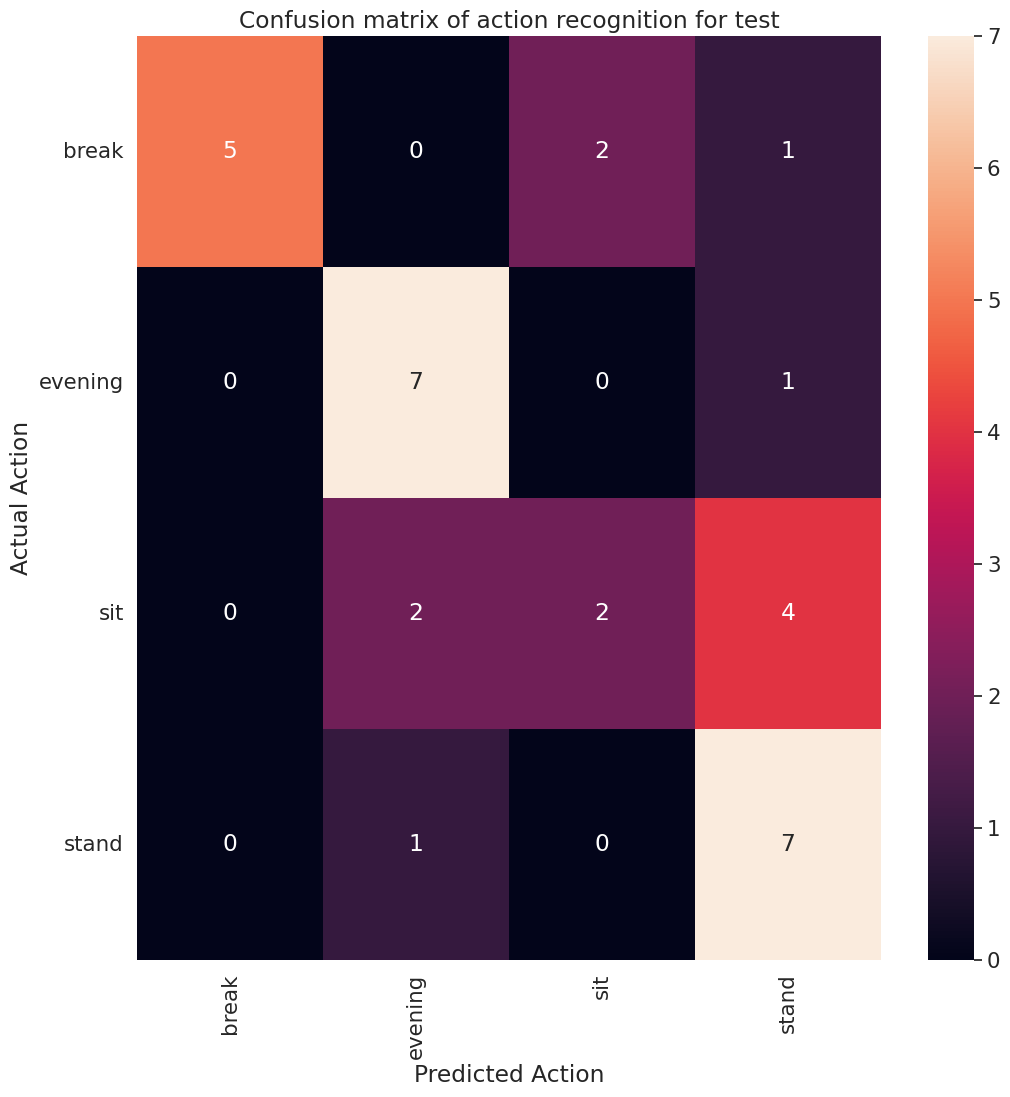 Confusion matrix of action recognition for test
break 5 0 2 1
evening 0 7 0 1
sit 0 2 2 4
stand 0 1 0 7
break evening sit stand
Predicted Action
Actual Action
7
6
5
4
3
2
1
0